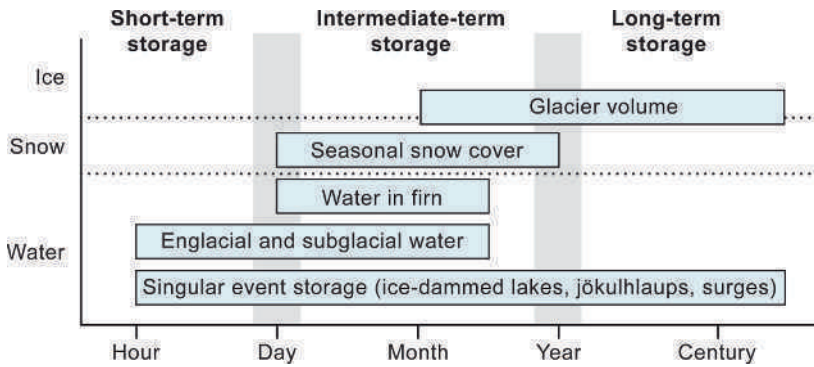 Short-term
storage
Intermediate-term
storage
Long-term
storage
Ice
Glacier volume
Snow
Seasonal snow cover
Water in firn
Water
Englacial and subglacial water
Singular event storage (ice-dammed lakes, jökulhlaups, surges)
Hour
Day
Month
Year
Century